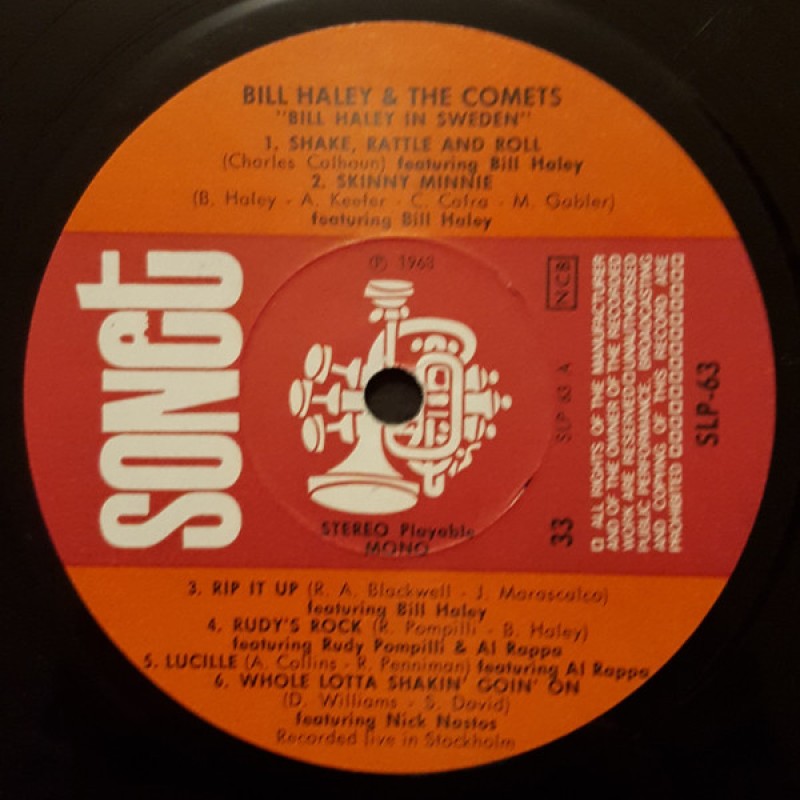 BILL HALEY & THE COMETS
"BILL HALEY IN SWEDEN"
1. SHAKE, RATTLE AND ROLL
(Charles Calhoun) featuring Bill Haley
2. SKINNY MINNIE
(B. Haley - A. Keefer - C. Cafra - M. Gabler)
featuring Bill Haley
SONET
℗ 1968
NCB
SLP 63 A
33
ALL RIGHTS OF THE MANUFACTURER
AND OF THE OWNER OF THE RECORDED
WORK ARE RESERVED UNAUTHORISED
PUBLIC PERFORMANCE, BROADCASTING
AND COPYING OF THIS RECORD ARE
PROHIBITED
SLP-63
STEREO Playable
MONO
3. RIP IT UP (R. A. Blackwell - J. Marascalco)
featuring Bill Haley
4. RUDY'S ROCK (R. Pompilli - B. Haley)
featuring Rudy Pompilli & Al Rappa
5. LUCILLE (A. Collins - R. Penniman) featuring Al Rappa
6. WHOLE LOTTA SHAKIN' GOIN' ON
(D. Williams - S. David)
featuring Nick Nastos
Recorded live in Stockholm